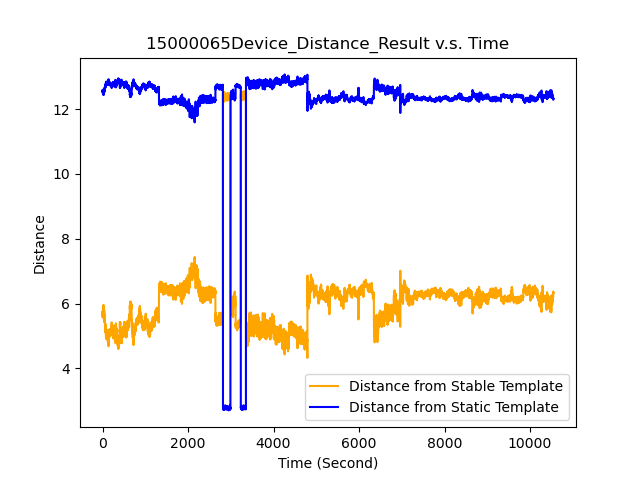 15000065Device_Distance_Result v.s. Time
Distance
12
10
8
6
4
0
2000
4000
6000
8000
10000
Time (Second)
Distance from Stable Template
Distance from Static Template